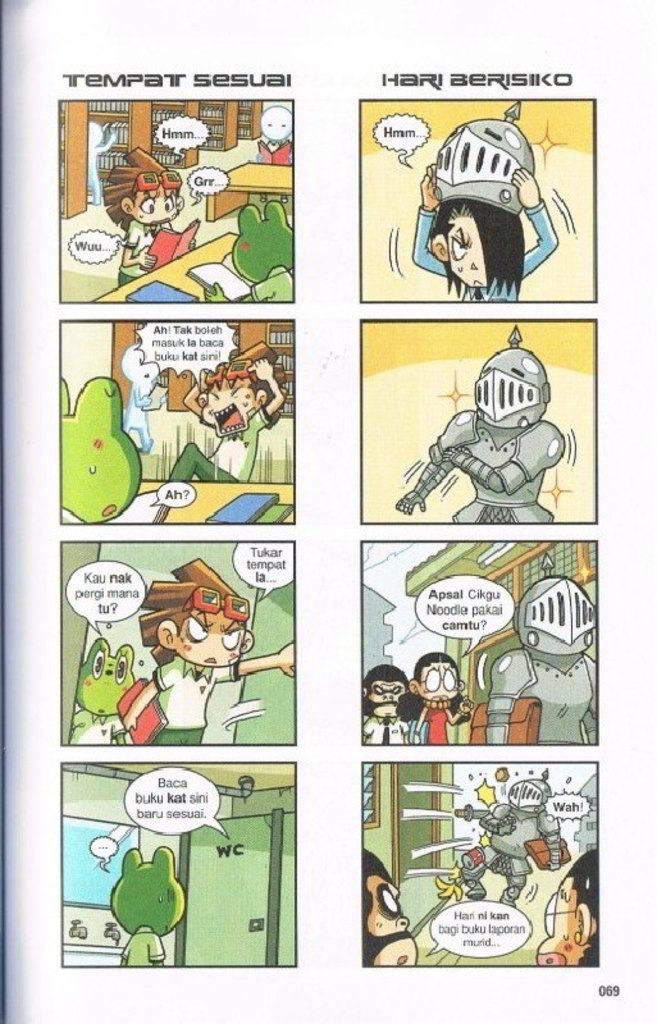 TEMPAT SESUAI
Hmm...
Grr...
Wuu...
Ah! Tak boleh
masuk la baca
buku kat sini!
Ah?
Kau nak
pergi mana
tu?
Tukar
tempat
la...
Baca
buku kat sini
baru sesuai.
...
WC
HARI BERISIKO
Hmm...
Apsal Cikgu
Noodle pakai
camtu?
Wah!
Hari ni kan
bagi buku laporan
murid...
069